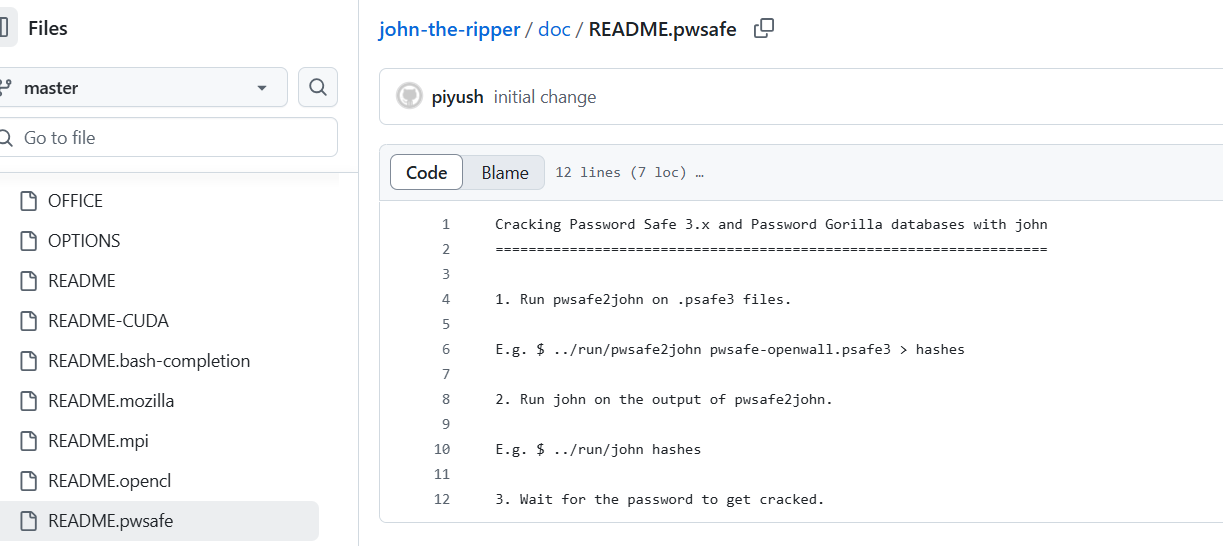 Files
master
Go to file
OFFICE
OPTIONS
README
README-CUDA
README.bash-completion
README.mozilla
README.mpi
README.opencl
README.pwsafe
john-the-ripper / doc / README.pwsafe
piyush initial change
Code Blame 12 lines (7 loc) …
1 Cracking Password Safe 3.x and Password Gorilla databases with john
2 ===================================================================
3
4 1. Run pwsafe2john on .psafe3 files.
5
6 E.g. $ ../run/pwsafe2john pwsafe-openwall.psafe3 > hashes
7
8 2. Run john on the output of pwsafe2john.
9
10 E.g. $ ../run/john hashes
11
12 3. Wait for the password to get cracked.